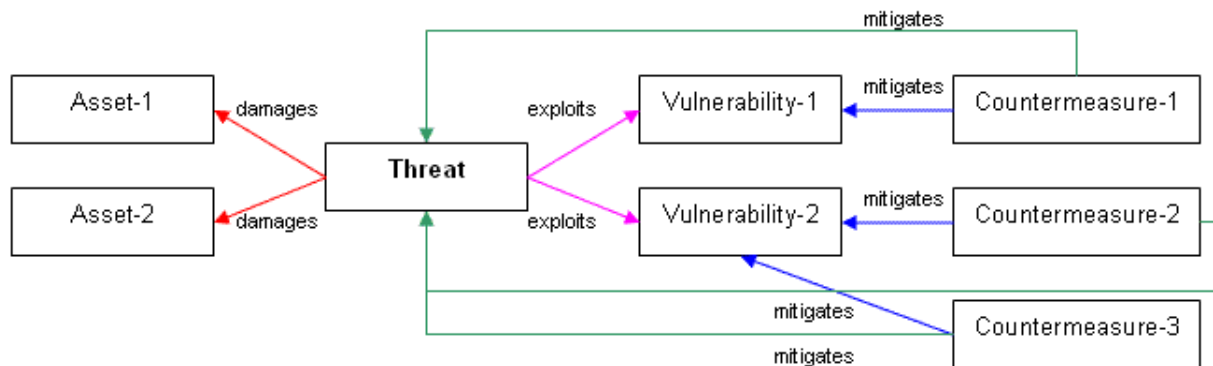 mitigates
Asset-1
damages
exploits
Vulnerability-1
mitigates
Countermeasure-1
Threat
Asset-2
damages
exploits
Vulnerability-2
mitigates
Countermeasure-2
mitigates
Countermeasure-3
mitigates